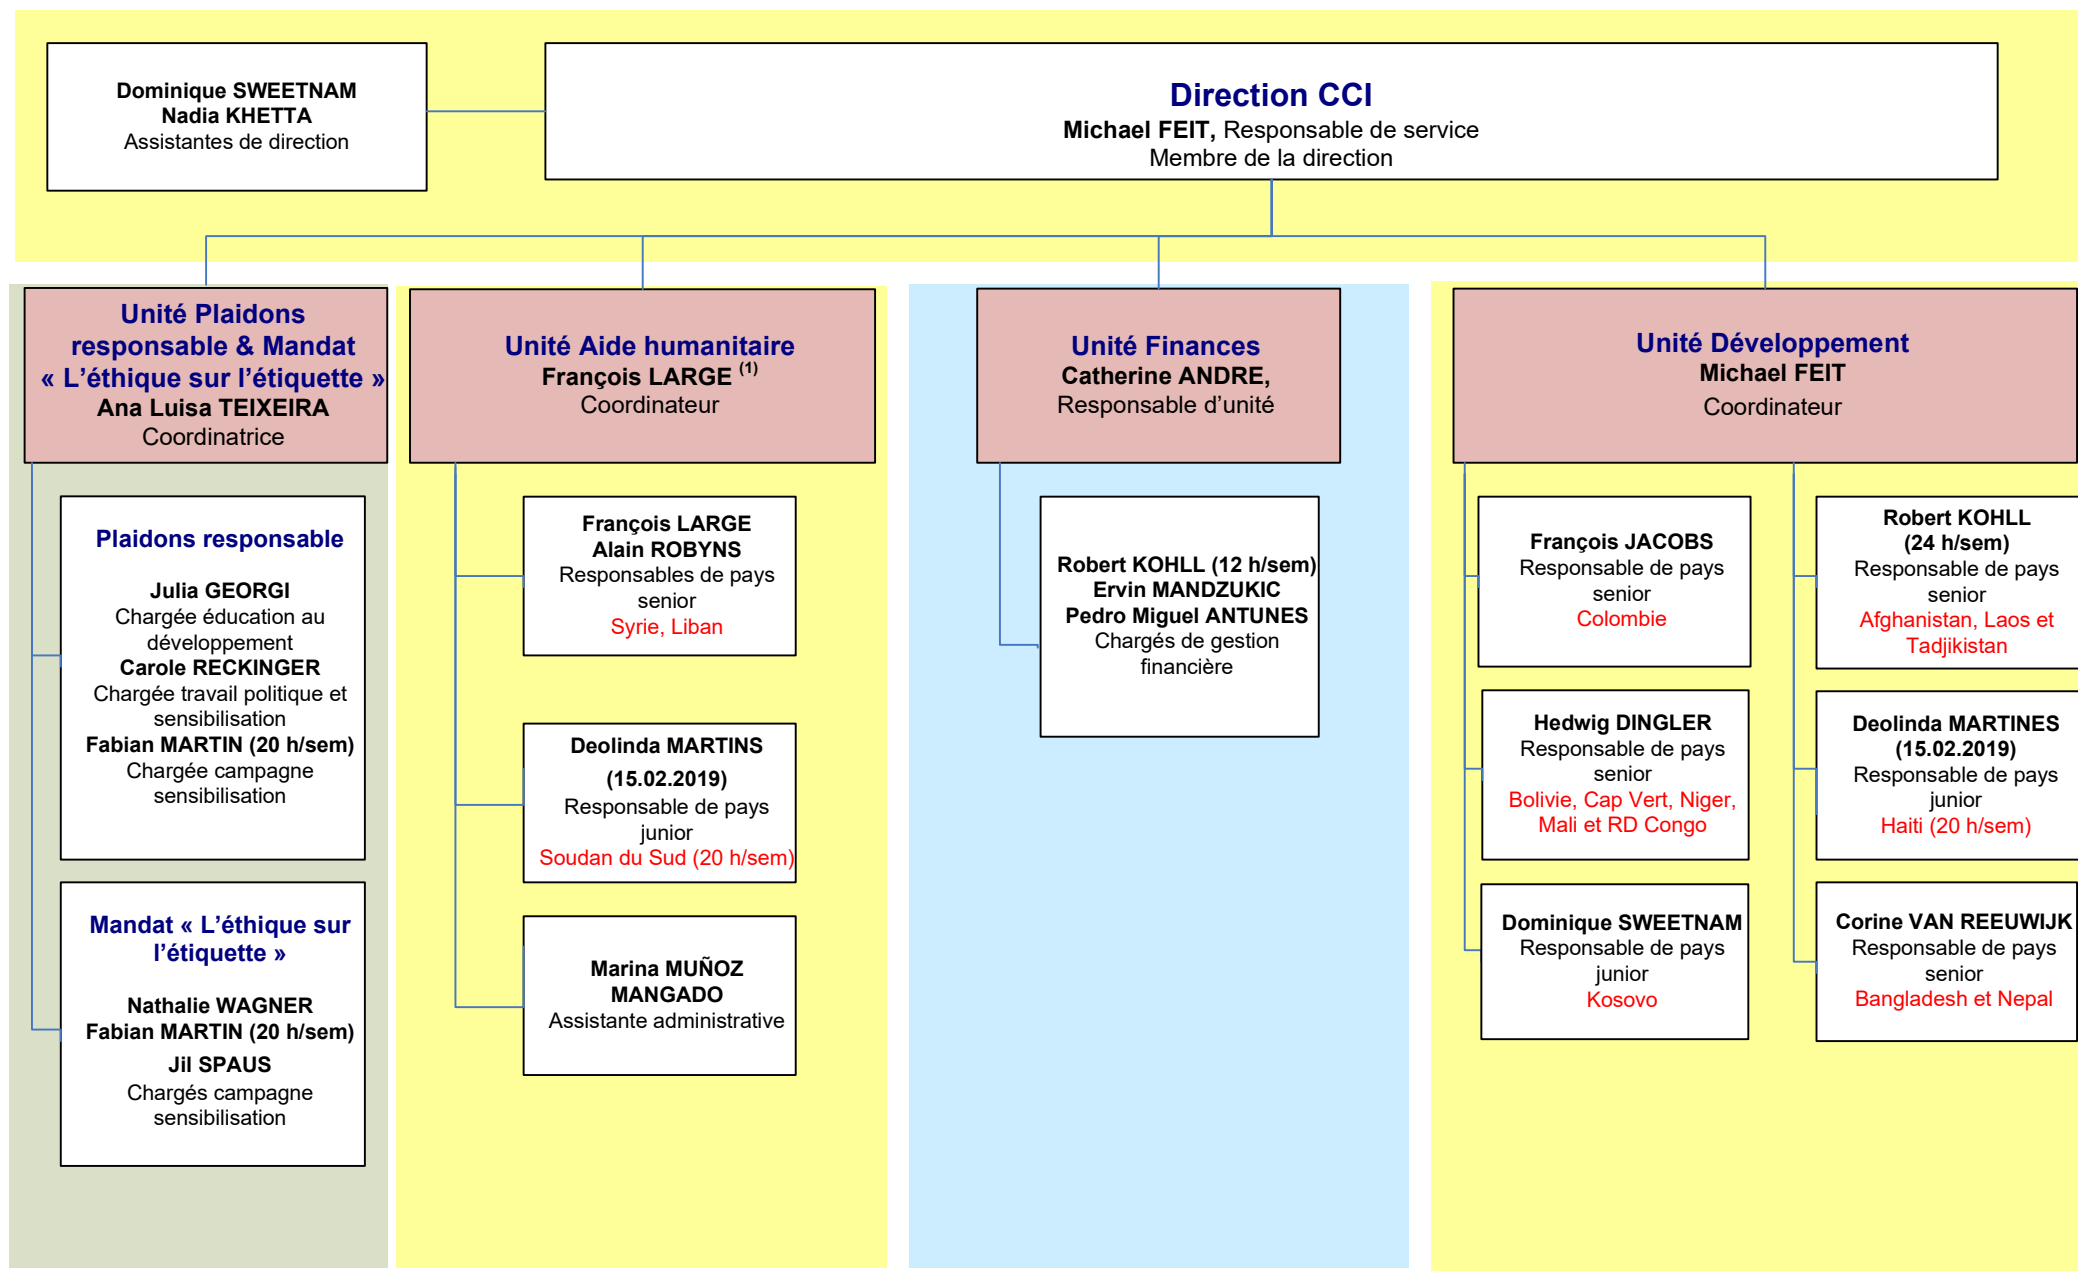 Dominique SWEETNAM
Nadia KHETTA
Assistantes de direction
Direction CCI
Michael FEIT, Responsable de service
Membre de la direction
Unité Plaidons
responsable & Mandat
« L’éthique sur l’étiquette »
Ana Luisa TEIXEIRA
Coordinatrice
Plaidons responsable
Julia GEORGI
Chargée éducation au
développement
Carole RECKINGER
Chargée travail politique et
sensibilisation
Fabian MARTIN (20 h/sem)
Chargée campagne
sensibilisation
Mandat « L’éthique sur
l’étiquette »
Nathalie WAGNER
Fabian MARTIN (20 h/sem)
Jil SPAUS
Chargés campagne
sensibilisation
Unité Aide humanitaire
François LARGE (1)
Coordinateur
François LARGE
Alain ROBYNS
Responsables de pays
senior
Syrie, Liban
Deolinda MARTINS
(15.02.2019)
Responsable de pays
junior
Soudan du Sud (20 h/sem)
Marina MUÑOZ
MANGADO
Assistante administrative
Unité Finances
Catherine ANDRE,
Responsable d’unité
Robert KOHLL (12 h/sem)
Ervin MANDZUKIC
Pedro Miguel ANTUNES
Chargés de gestion
financière
Unité Développement
Michael FEIT
Coordinateur
François JACOBS
Responsable de pays
senior
Colombie
Hedwig DINGLER
Responsable de pays
senior
Bolivie, Cap Vert, Niger,
Mali et RD Congo
Dominique SWEETNAM
Responsable de pays
junior
Kosovo
Robert KOHLL
(24 h/sem)
Responsable de pays
senior
Afghanistan, Laos et
Tadjikistan
Deolinda MARTINES
(15.02.2019)
Responsable de pays
junior
Haiti (20 h/sem)
Corine VAN REEUWIJK
Responsable de pays
senior
Bangladesh et Nepal